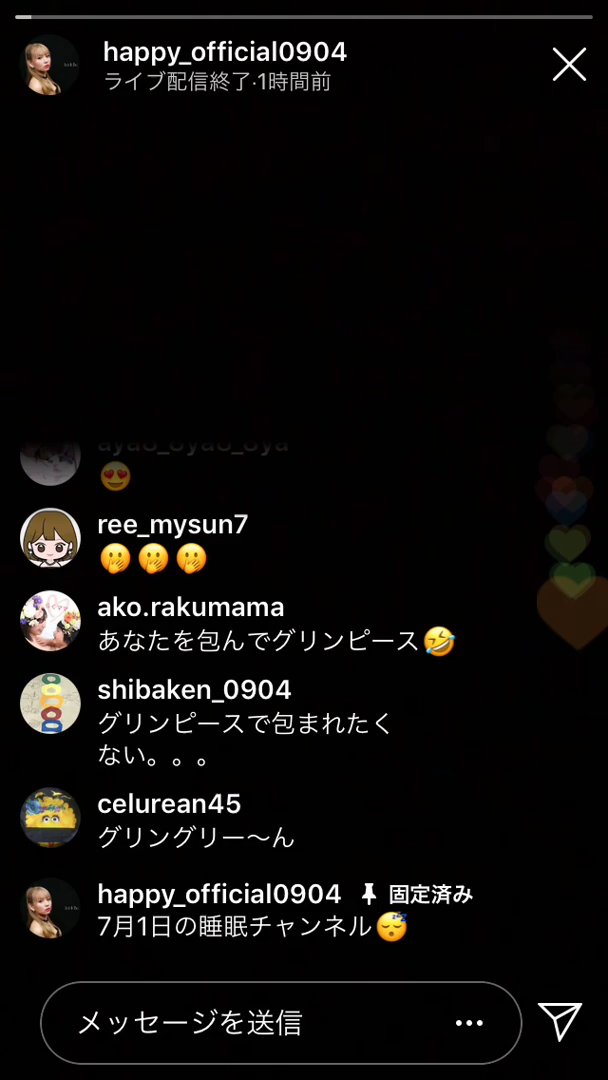 happy_official0904
ライブ配信終了·1時間前
😍
ree_mysun7
🤭🤭🤭
ako.rakumama
あなたを包んでグリンピース🤣
shibaken_0904
グリンピースで包まれたく
ない。。。
celurean45
グリングリー〜ん
happy_official0904 固定済み
7月1日の睡眠チャンネル😴
メッセージを送信